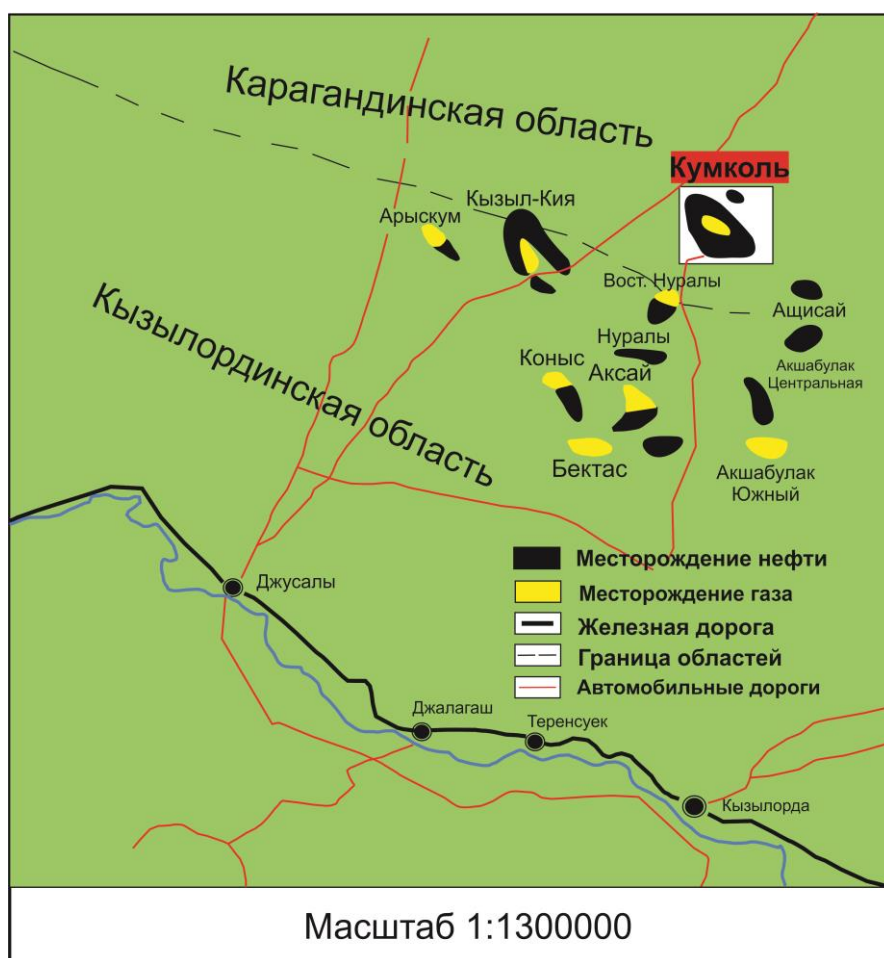 Карагандинская область
Кумколь
Кызыл-Кия
Арыскум
Вост. Нуралы
Ащисай
Кызылординская область
Нуралы
Коныс
Аксай
Акшабулак
Центральная
Бектас
Акшабулак
Южный
Месторождение нефти
Месторождение газа
Железная дорога
Граница областей
Автомобильные дороги
Джусалы
Джалагаш
Теренсуек
Кызылорда
Масштаб 1:1300000